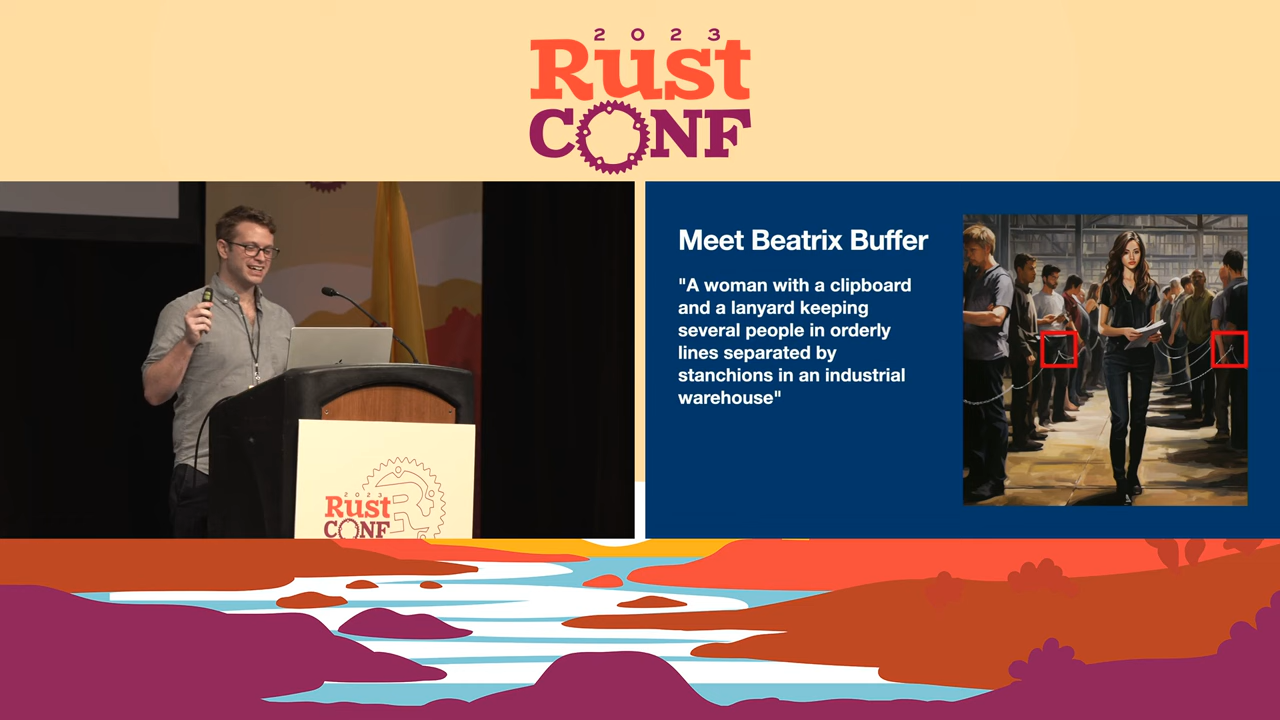 2023
Rust
CONF
Meet Beatrix Buffer
"A woman with a clipboard
and a lanyard keeping
several people in orderly
lines separated by
stanchions in an industrial
warehouse"
2023
Rust
CONF
R